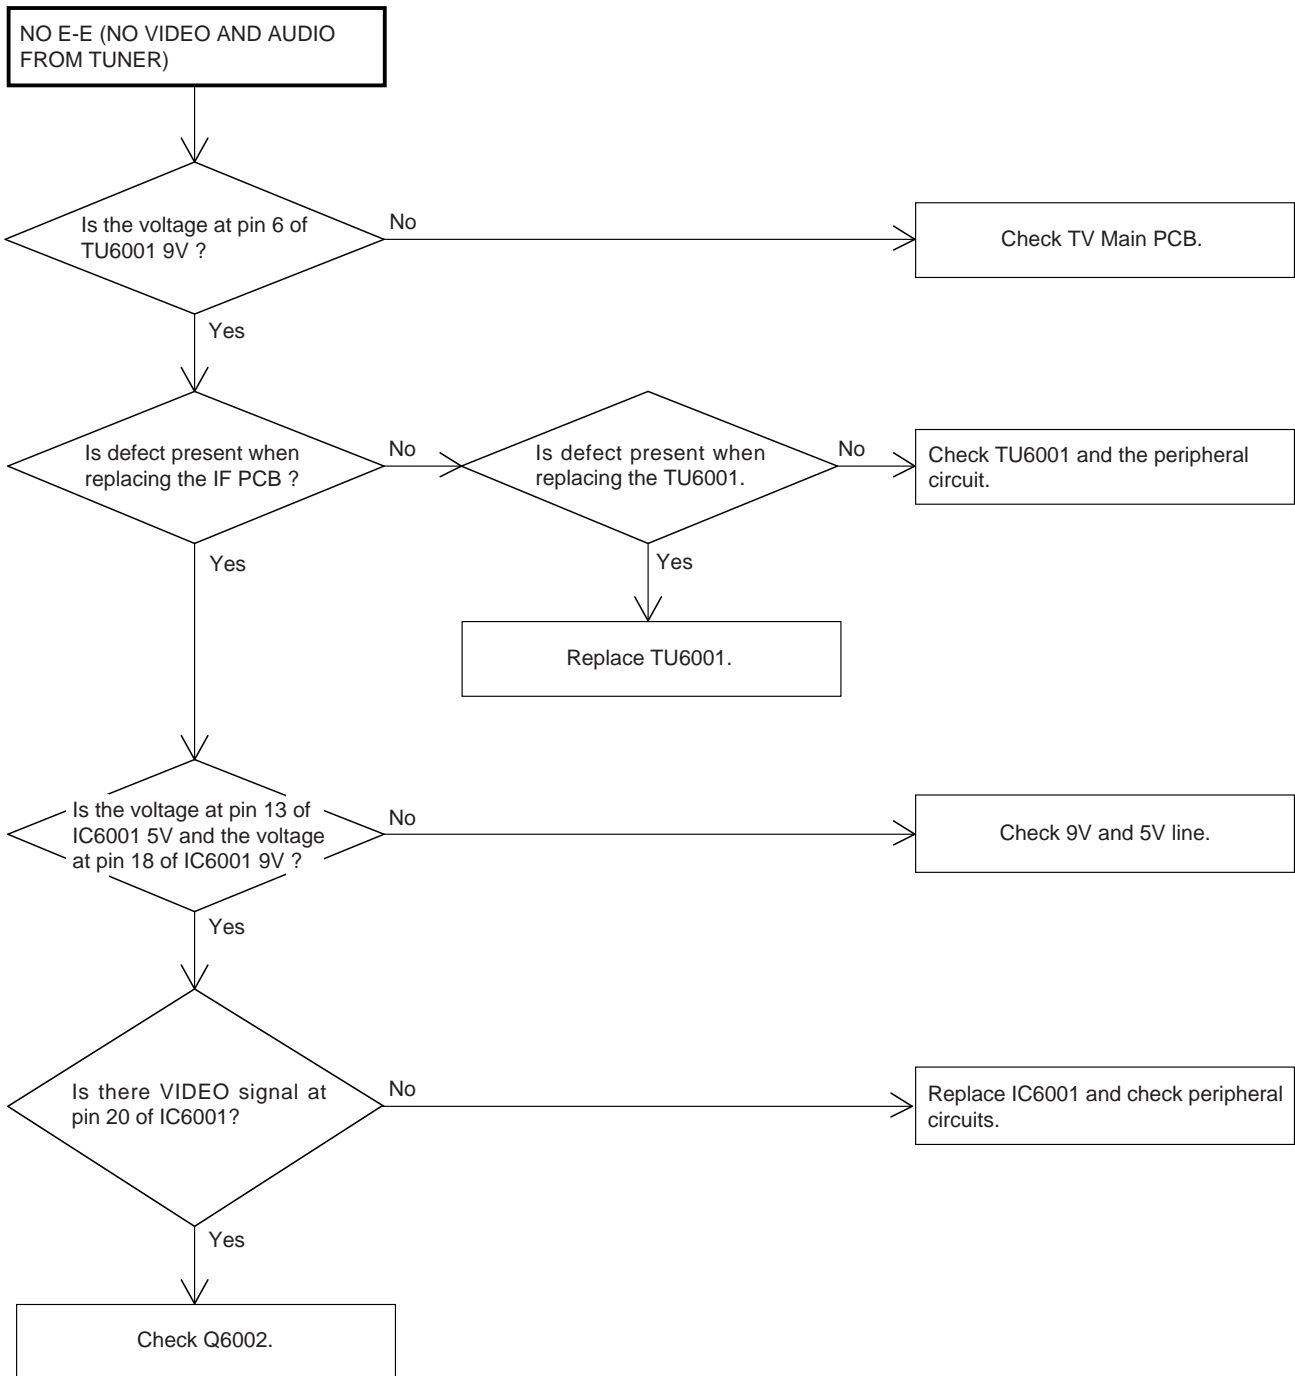 NO E-E (NO VIDEO AND AUDIO
FROM TUNER)
Is the voltage at pin 6 of
TU6001 9V ?
No
Check TV Main PCB.
Yes
Is defect present when
replacing the IF PCB ?
No
Is defect present when
replacing the TU6001.
No
Check TU6001 and the peripheral
circuit.
Yes
Yes
Replace TU6001.
Is the voltage at pin 13 of
IC6001 5V and the voltage
at pin 18 of IC6001 9V ?
No
Check 9V and 5V line.
Yes
Is there VIDEO signal at
pin 20 of IC6001?
No
Replace IC6001 and check peripheral
circuits.
Yes
Check Q6002.